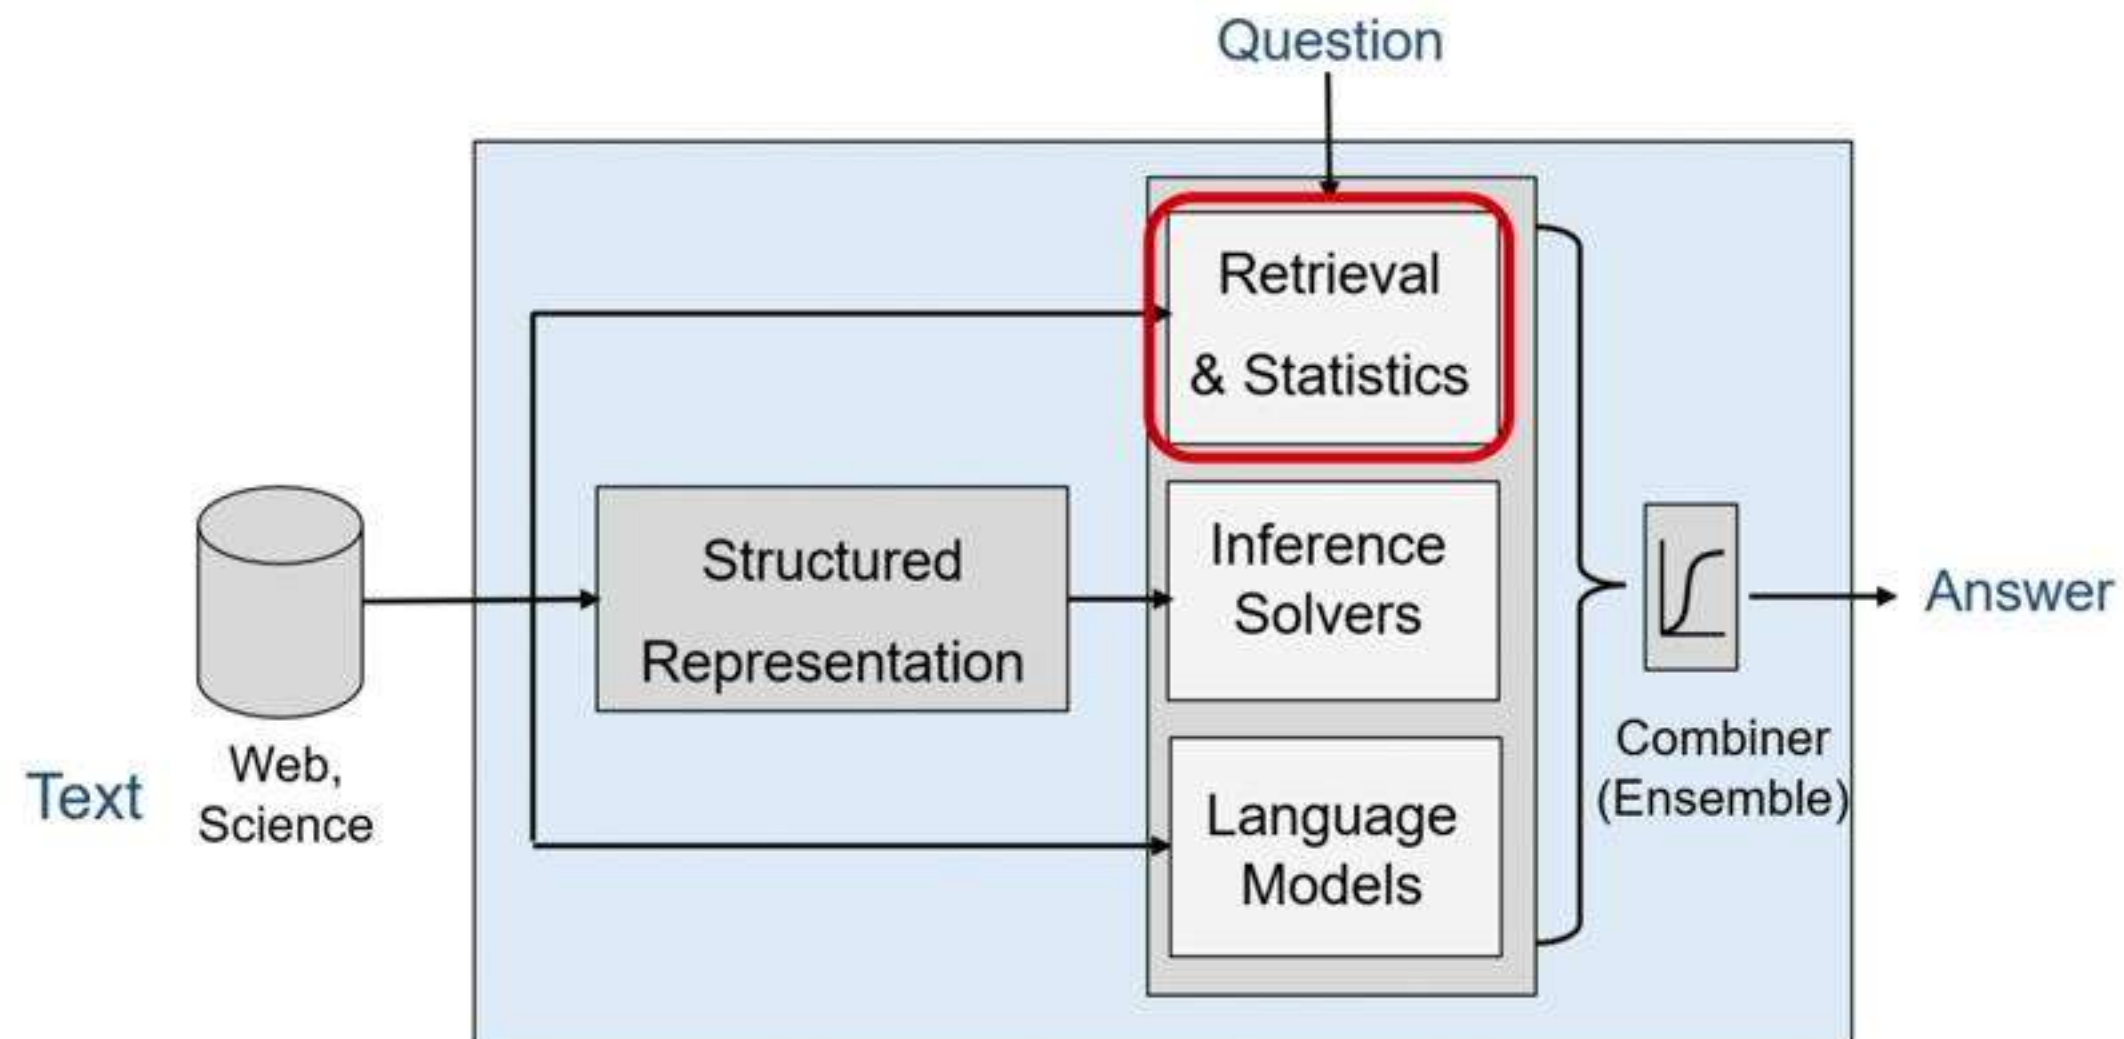 Question
Retrieval
& Statistics
Structured
Representation
Inference
Solvers
Language
Models
Text
Web,
Science
Combiner
(Ensemble)
Answer